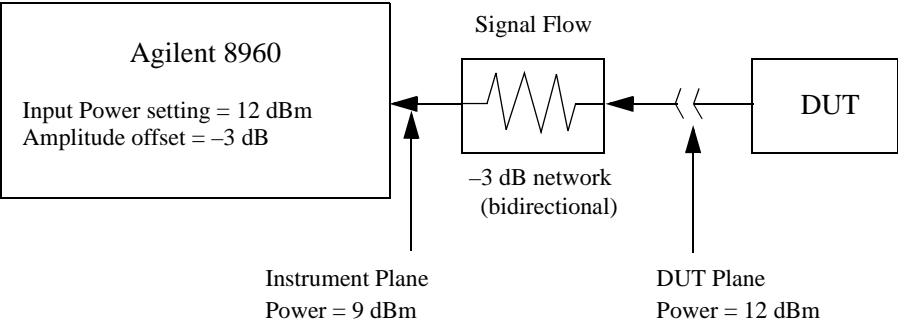 Signal Flow
Agilent 8960
Input Power setting = 12 dBm
Amplitude offset = –3 dB
DUT
–3 dB network
(bidirectional)
Instrument Plane
Power = 9 dBm
DUT Plane
Power = 12 dBm